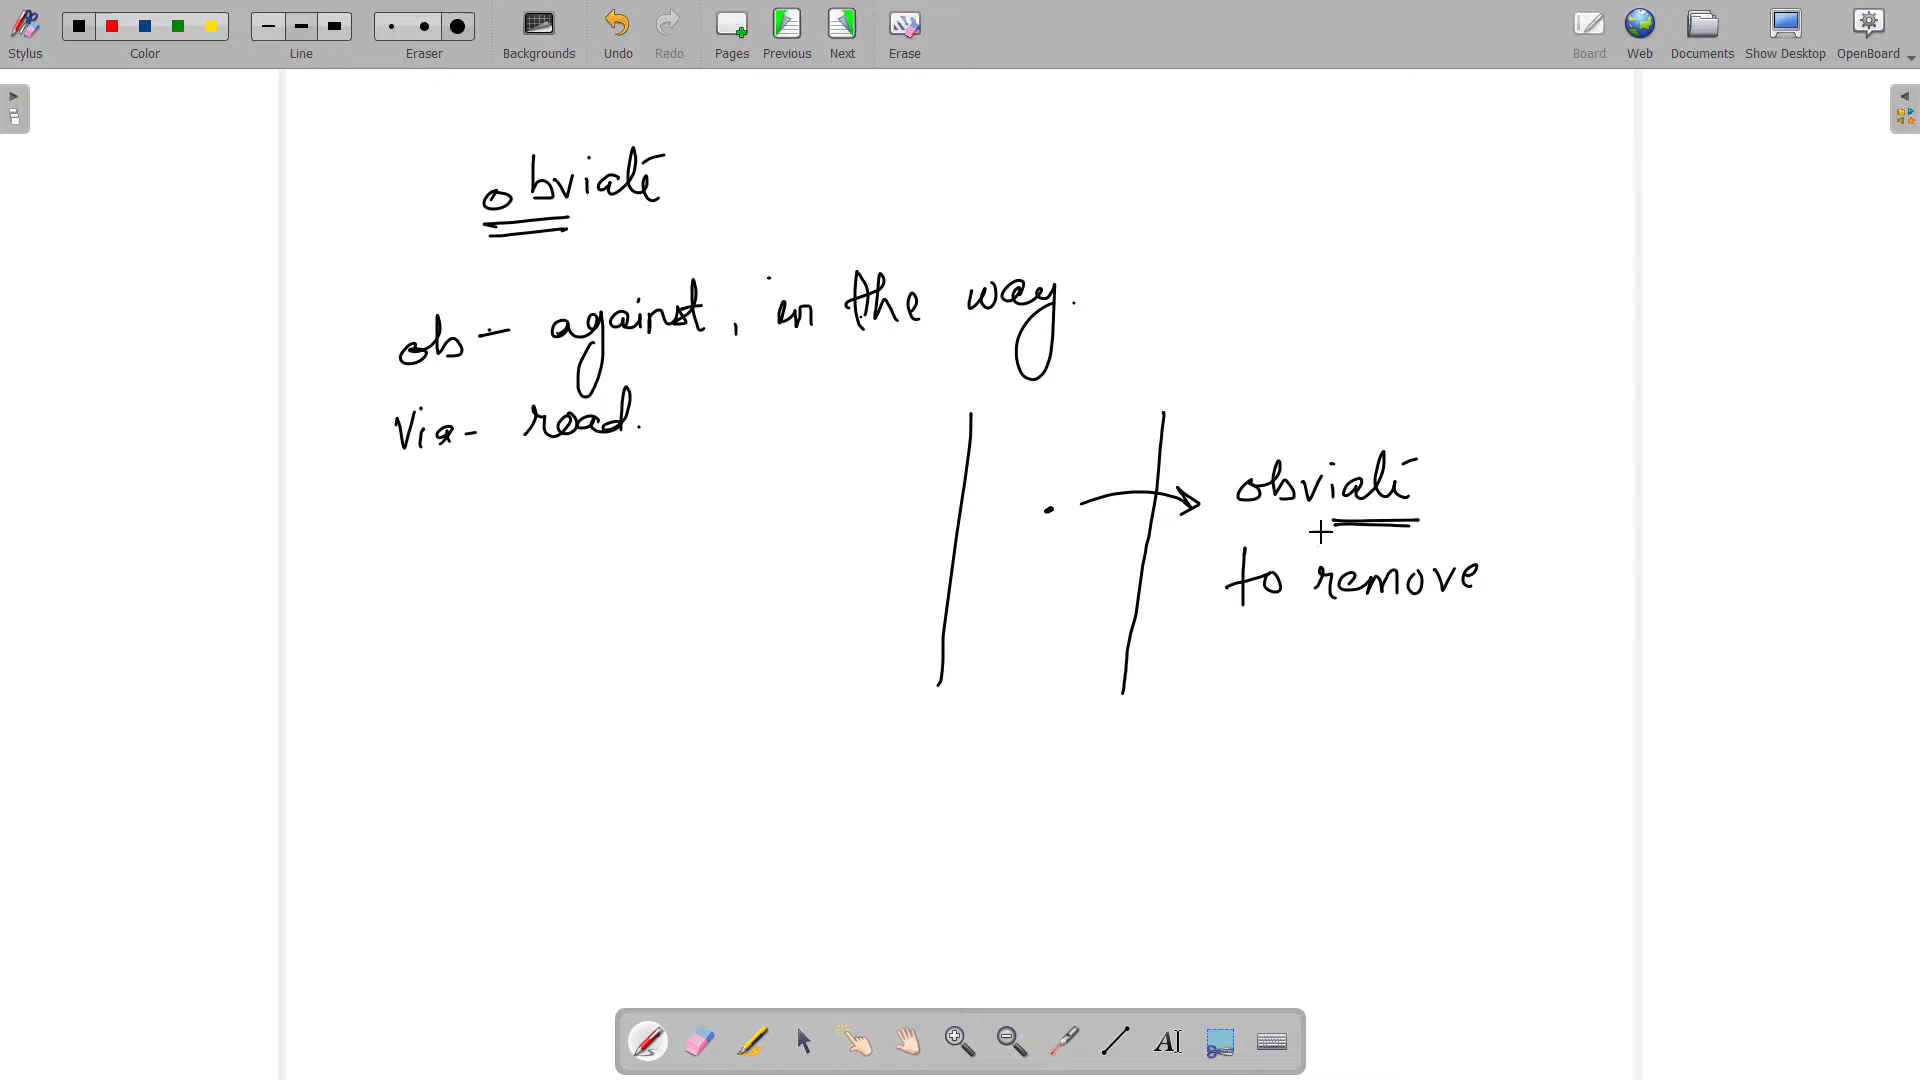 Stylus
Color
Line
Eraser
Backgrounds
Undo
Redo
Pages
Previous
Next
Erase
Board
Web
Documents
Show Desktop
OpenBoard
obviate
ob - against, in the way.
Via - road.
obviate
to remove